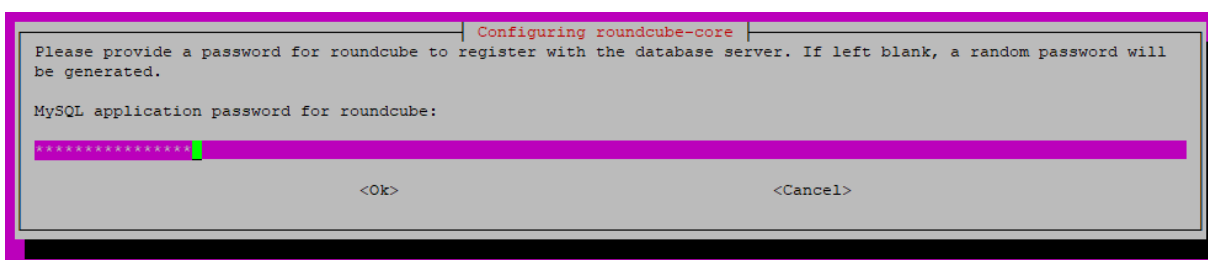 Configuring roundcube-core
Please provide a password for roundcube to register with the database server. If left blank, a random password will
be generated.
MySQL application password for roundcube:
****************
<Ok> <Cancel>